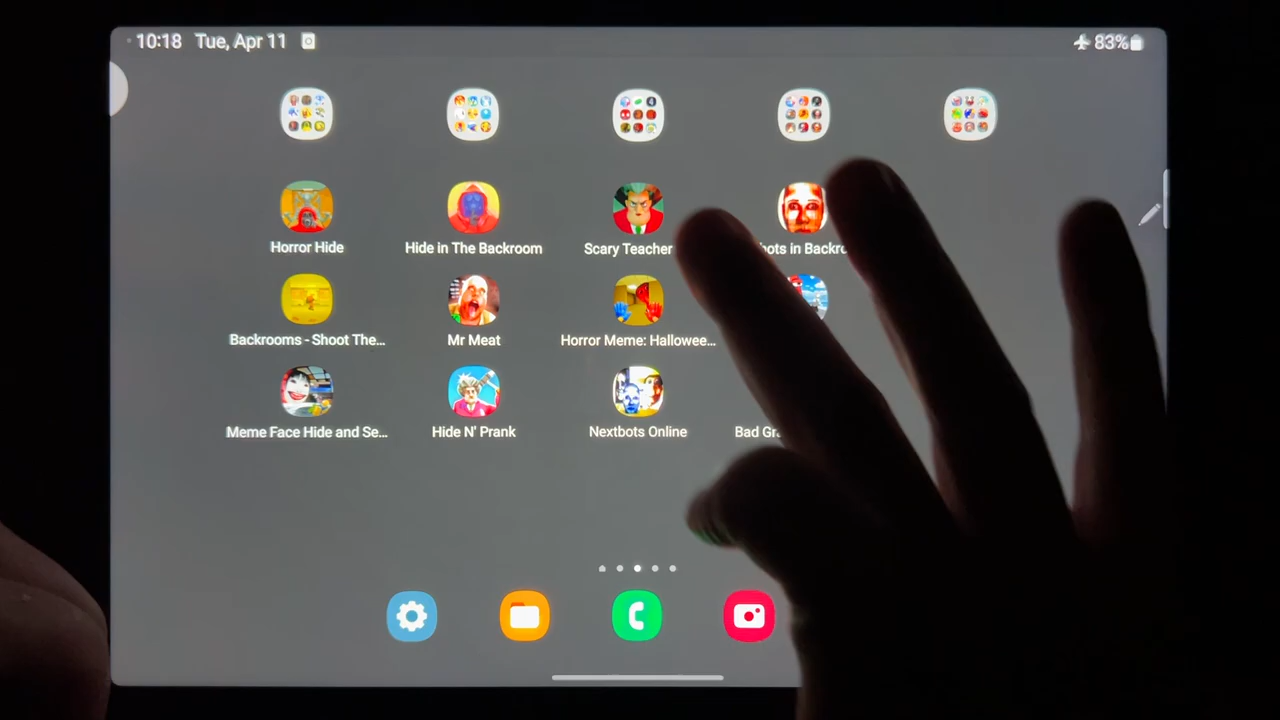 10:18 Tue, Apr 11 83%
Horror Hide Hide in The Backroom Scary Teacher
Backrooms - Shoot The... Mr Meat Horror Meme: Hallowee...
Meme Face Hide and Se... Hide N' Prank Nextbots Online Bad